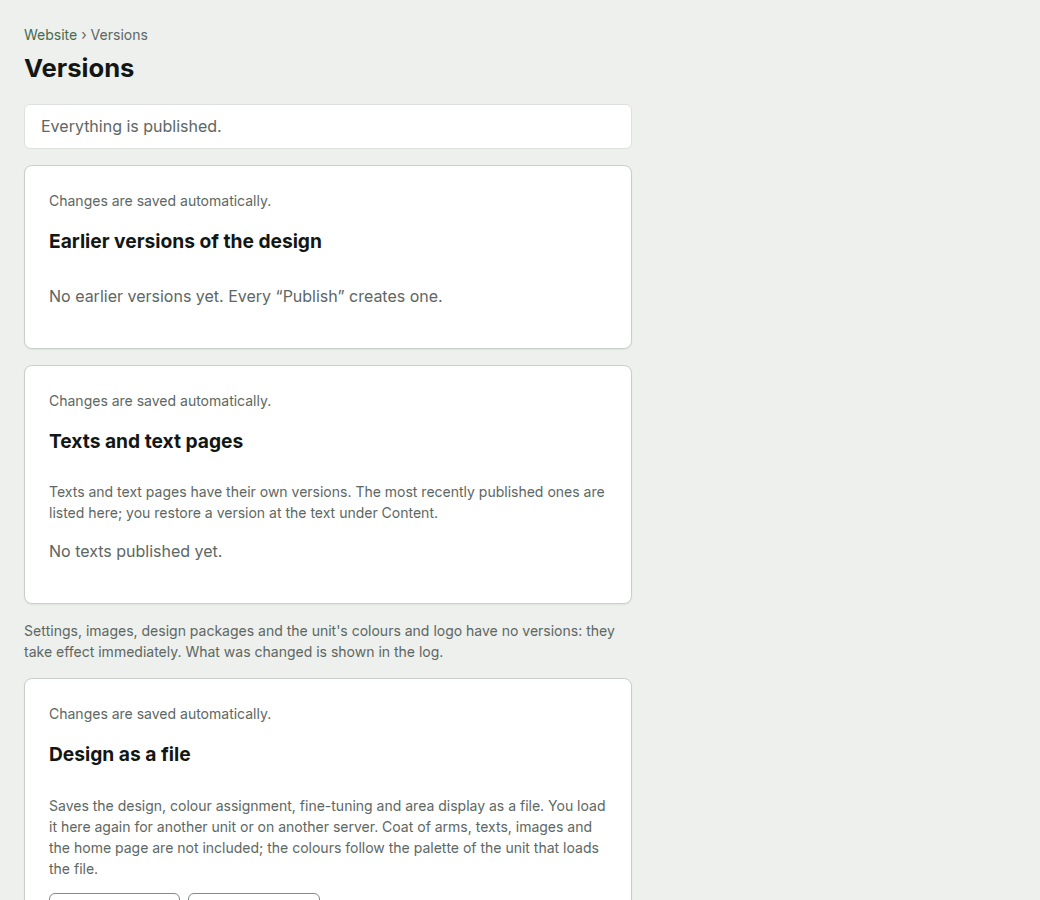 Website › Versions
Versions
Everything is published.
Changes are saved automatically.
Earlier versions of the design
No earlier versions yet. Every “Publish” creates one.
Changes are saved automatically.
Texts and text pages
Texts and text pages have their own versions. The most recently published ones are
listed here; you restore a version at the text under Content.
No texts published yet.
Settings, images, design packages and the unit's colours and logo have no versions: they
take effect immediately. What was changed is shown in the log.
Changes are saved automatically.
Design as a file
Saves the design, colour assignment, fine-tuning and area display as a file. You load
it here again for another unit or on another server. Coat of arms, texts, images and
the home page are not included; the colours follow the palette of the unit that loads
the file.